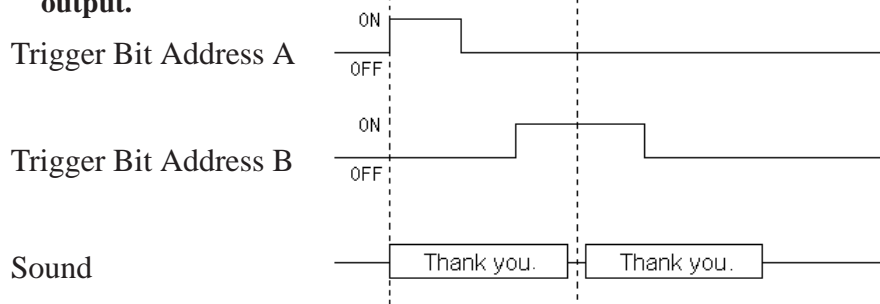 output.
ON
Trigger Bit Address A
OFF
ON
Trigger Bit Address B
OFF
Sound
Thank you. Thank you.